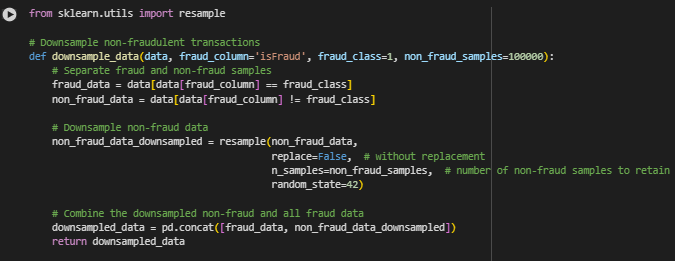 from sklearn.utils import resample
# Downsample non-fraudulent transactions
def downsample_data(data, fraud_column='isFraud', fraud_class=1, non_fraud_samples=100000):
    # Separate fraud and non-fraud samples
    fraud_data = data[data[fraud_column] == fraud_class]
    non_fraud_data = data[data[fraud_column] != fraud_class]
    # Downsample non-fraud data
    non_fraud_data_downsampled = resample(non_fraud_data,
                                          replace=False,  # without replacement
                                          n_samples=non_fraud_samples,  # number of non-fraud samples to retain
                                          random_state=42)
    # Combine the downsampled non-fraud and all fraud data
    downsampled_data = pd.concat([fraud_data, non_fraud_data_downsampled])
    return downsampled_data